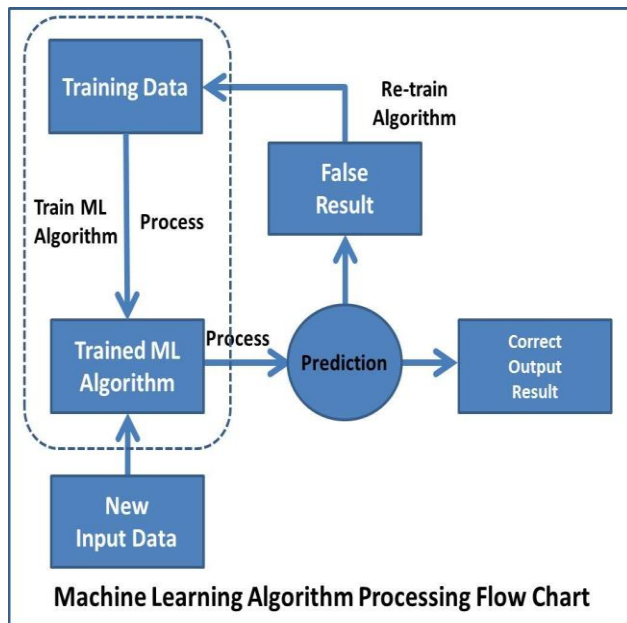 Training Data
Re-train
Algorithm
False
Result
Train ML
Algorithm
Process
Trained ML
Algorithm
Process
Prediction
Correct
Output
Result
New
Input Data
Machine Learning Algorithm Processing Flow Chart